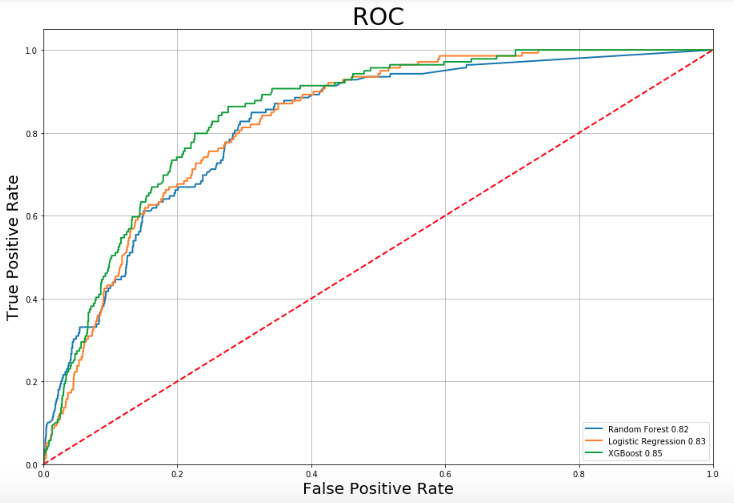 ROC
True Positive Rate
1.0
0.8
0.6
0.4
0.2
0.0
0.0 0.2 0.4 0.6 0.8 1.0
False Positive Rate
Random Forest 0.82
Logistic Regression 0.83
XGBoost 0.85